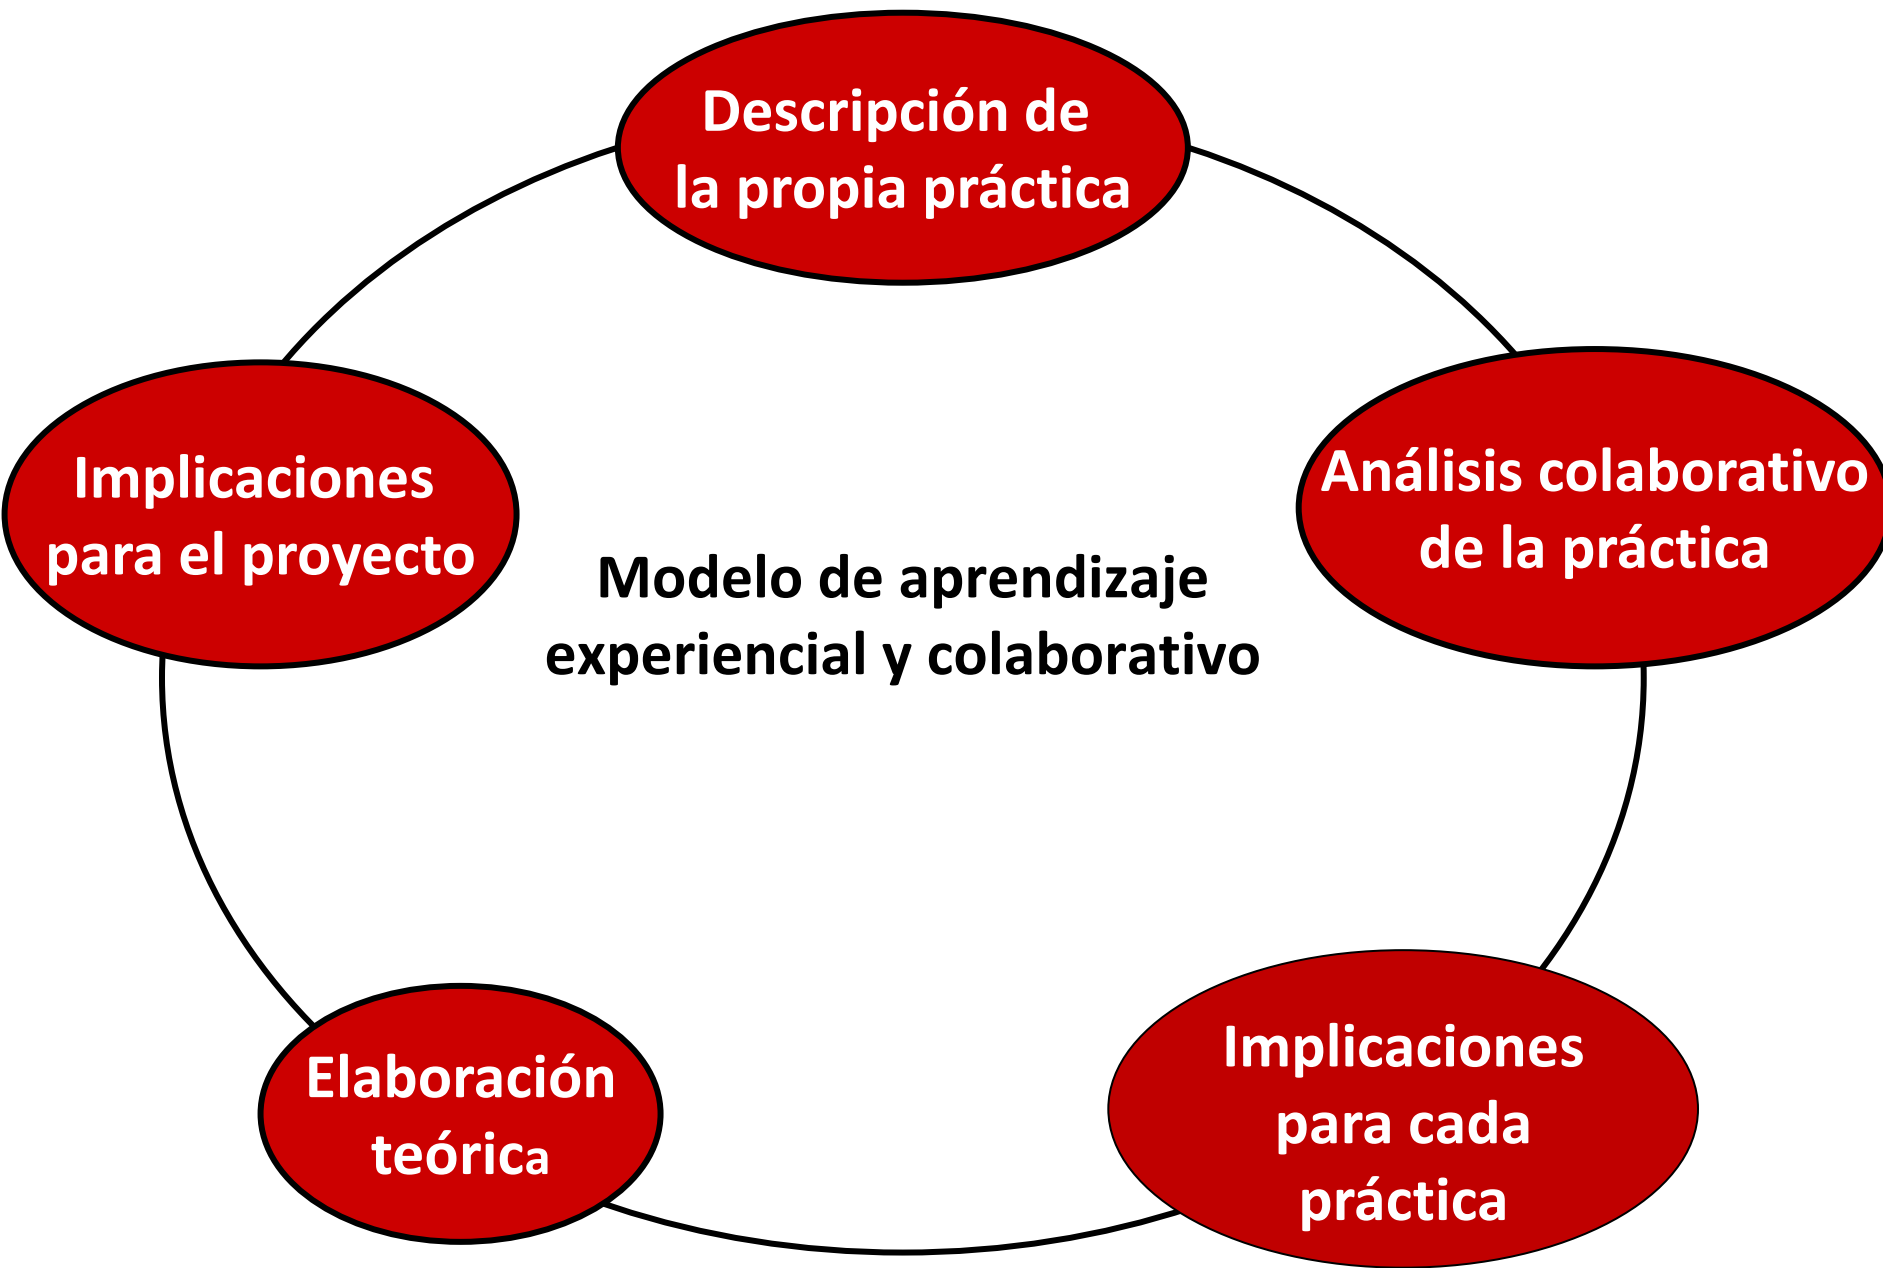 Descripción de
la propia práctica
Implicaciones
para el proyecto
Análisis colaborativo
de la práctica
Modelo de aprendizaje
experiencial y colaborativo
Elaboración
teórica
Implicaciones
para cada
práctica